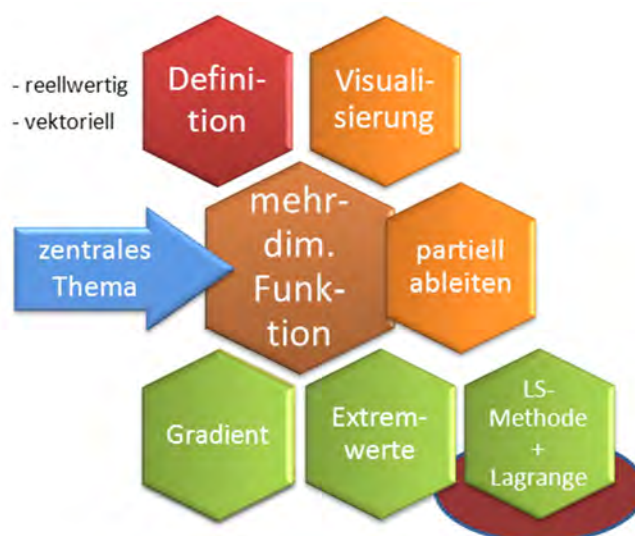 - reellwertig
- vektoriell
Defini-
tion
Visuali-
sierung
zentrales
Thema
mehr-
dim.
Funk-
tion
partiell
ableiten
Gradient
Extrem-
werte
LS-
Methode
+
Lagrange